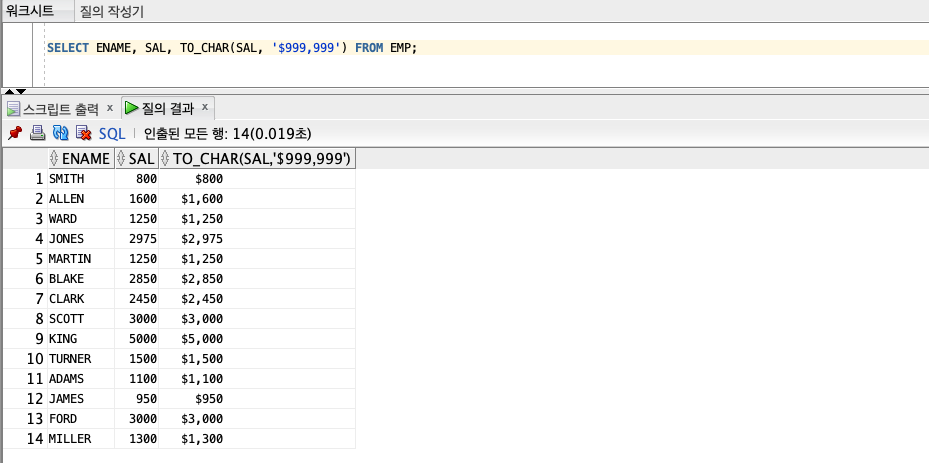 워크시트 질의 작성기
SELECT ENAME, SAL, TO_CHAR(SAL, '$999,999') FROM EMP;
스크립트 출력 x 질의 결과 x
SQL 인출된 모든 행: 14(0.019초)
ENAME SAL TO_CHAR(SAL,'$999,999')
1 SMITH 800 $800
2 ALLEN 1600 $1,600
3 WARD 1250 $1,250
4 JONES 2975 $2,975
5 MARTIN 1250 $1,250
6 BLAKE 2850 $2,850
7 CLARK 2450 $2,450
8 SCOTT 3000 $3,000
9 KING 5000 $5,000
10 TURNER 1500 $1,500
11 ADAMS 1100 $1,100
12 JAMES 950 $950
13 FORD 3000 $3,000
14 MILLER 1300 $1,300